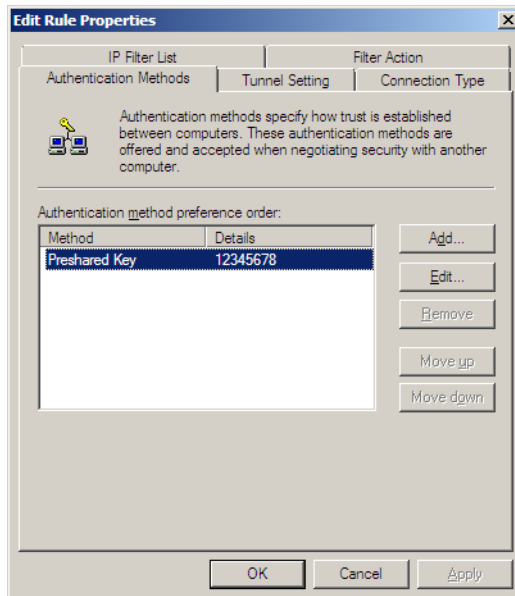 Edit Rule Properties
IP Filter List
Filter Action
Authentication Methods
Tunnel Setting
Connection Type
Authentication methods specify how trust is established
between computers. These authentication methods are
offered and accepted when negotiating security with another
computer.
Authentication method preference order:
Method Details
Preshared Key 12345678
Add...
Edit...
Remove
Move up
Move down
OK
Cancel
Apply